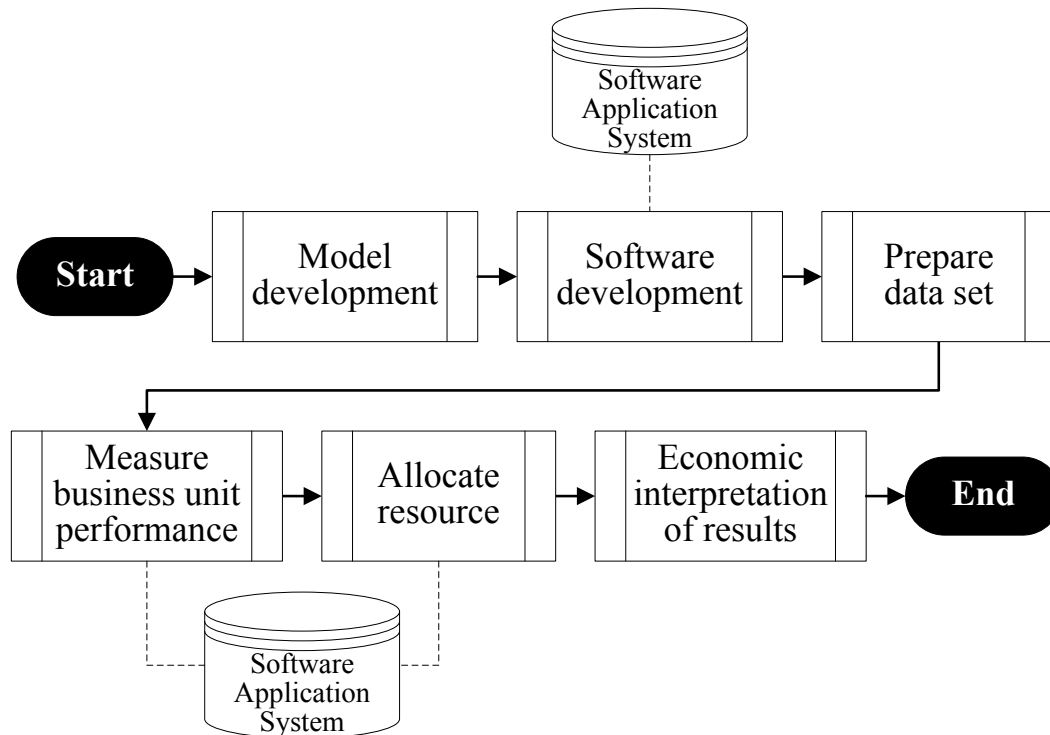 Software
Application
System
Start
Model
development
Software
development
Prepare
data set
Measure
business unit
performance
Allocate
resource
Economic
interpretation
of results
End
Software
Application
System